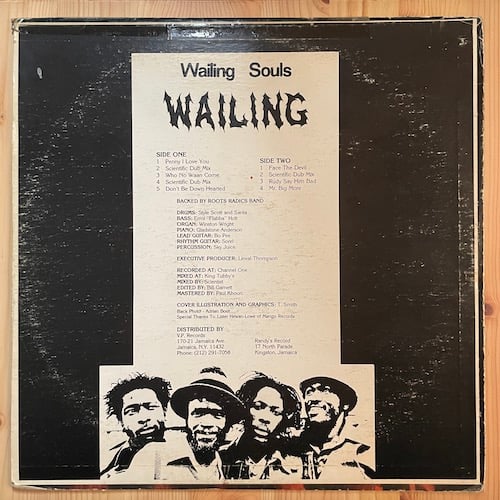 Wailing Souls
WAILING
SIDE ONE
1 Penny I Love You
2 Scientific Dub Mix
3 Who No Waan Come
4 Scientific Dub Mix
5 Don't Be Down Hearted
SIDE TWO
1 Face The Devil
2 Scientific Dub Mix
3 Rudy Say Him Bad
4 Mr. Big More
BACKED BY ROOTS RADICS BAND
DRUMS: Style Scott and Santa
BASS: Errol "Flabba" Holt
ORGAN: Winston Wright
PIANO: Gladstone Anderson
LEAD GUITAR: Bo Pee
RHYTHM GUITAR: Sowl
PERCUSSION: Sky Juice
EXECUTIVE PRODUCER: Linval Thompson
RECORDED AT: Channel One
MIXED AT: King Tubby's
MIXED BY: Scientist
EDITED BY: Bill Garnett
MASTERED BY: Paul Khouri
COVER ILLUSTRATION AND GRAPHICS: T. Smith
Back Photo - Adrian Boot
Special Thanks To: Lister Hewan-Lowe of Mango Records
DISTRIBUTED BY
V.P. Records
170-21 Jamaica Ave.
Jamaica, N.Y. 11432
Phone: (212) 291-7058
Randy's Record
17 North Parade
Kingston, Jamaica